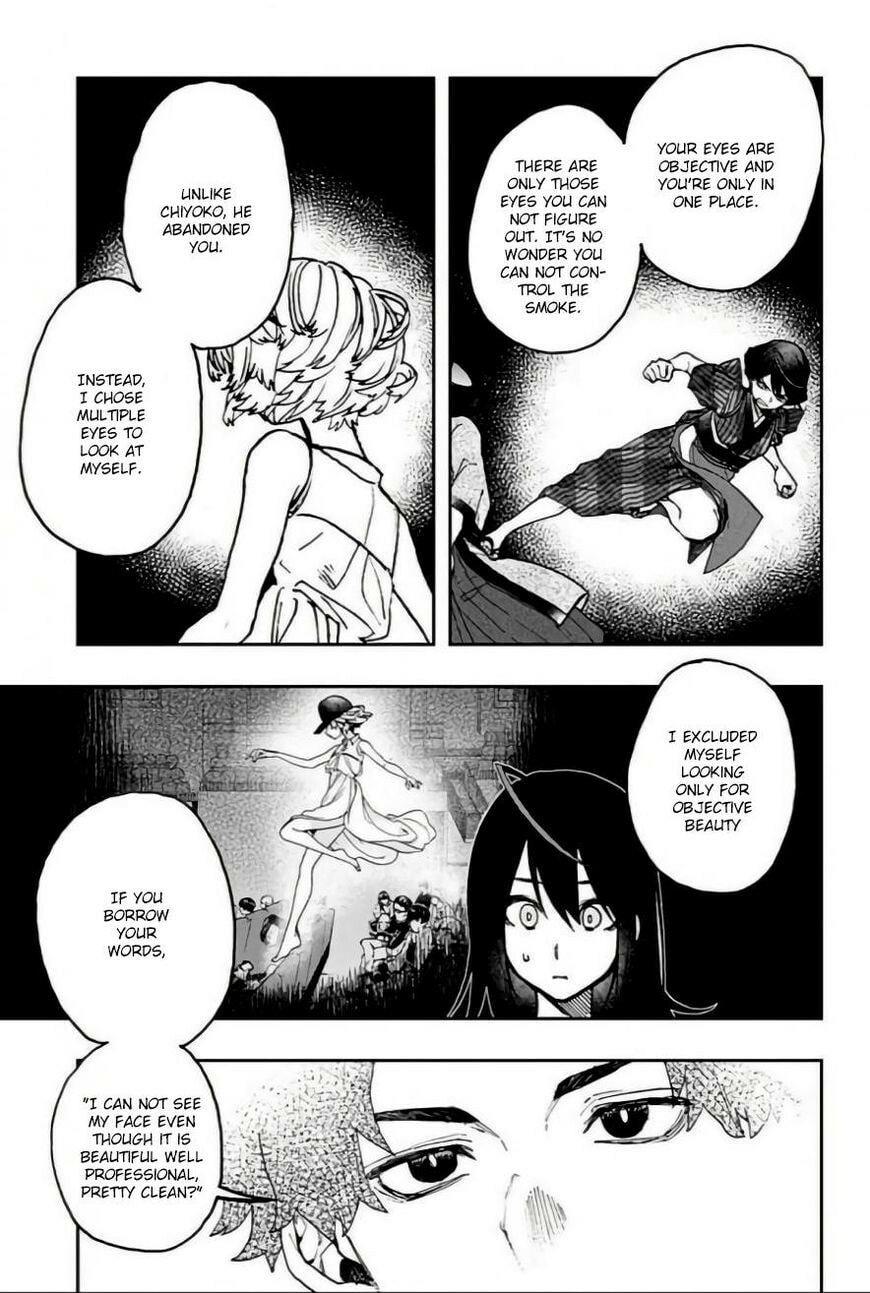 YOUR EYES ARE
OBJECTIVE AND
YOU'RE ONLY IN
ONE PLACE.
THERE ARE
ONLY THOSE
EYES YOU CAN
NOT FIGURE
OUT. IT'S NO
WONDER YOU
CAN NOT CON-
TROL THE
SMOKE.
UNLIKE
CHIYOKO, HE
ABANDONED
YOU.
INSTEAD,
I CHOSE
MULTIPLE
EYES TO
LOOK AT
MYSELF.
I EXCLUDED
MYSELF
LOOKING
ONLY FOR
OBJECTIVE
BEAUTY
IF YOU
BORROW
YOUR
WORDS,
"I CAN NOT SEE
MY FACE EVEN
THOUGH IT IS
BEAUTIFUL WELL
PROFESSIONAL,
PRETTY CLEAN?"